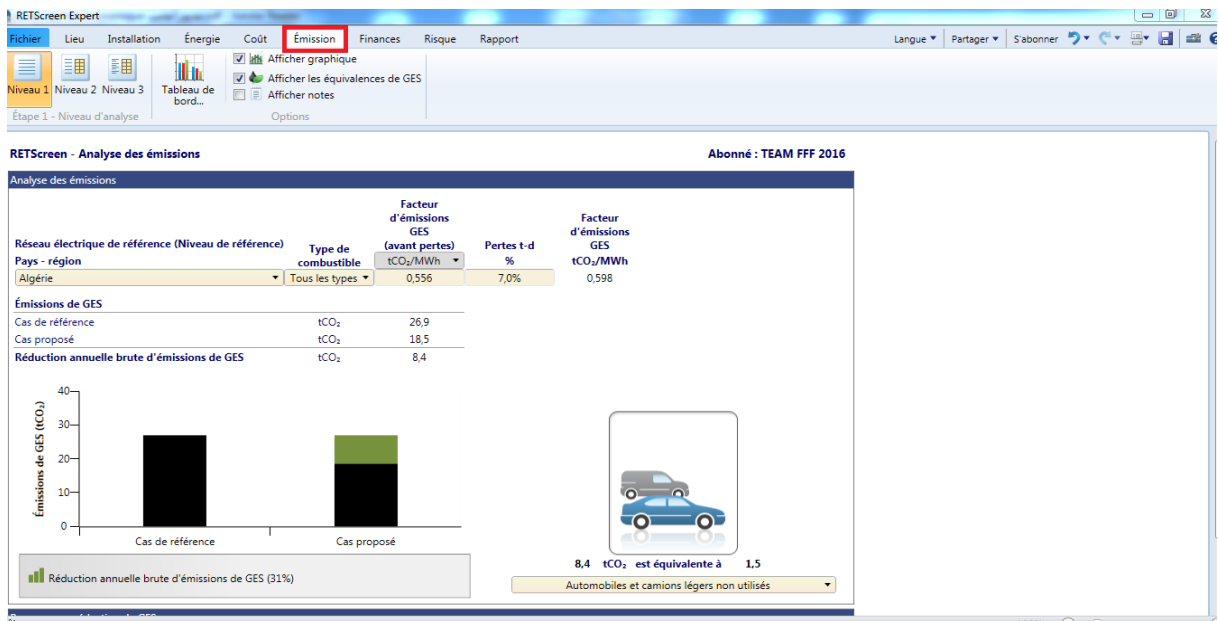 RETScreen Expert
Fichier Lieu Installation Énergie Coût Émission Finances Risque Rapport Langue Partager S'abonner
Niveau 1 Niveau 2 Niveau 3 Tableau de bord...
Afficher graphique
Afficher les équivalences de GES
Afficher notes
Étape 1 - Niveau d'analyse Options
RETScreen - Analyse des émissions Abonné : TEAM FFF 2016
Analyse des émissions
Réseau électrique de référence (Niveau de référence)
Pays - région
Type de combustible
Facteur d'émissions GES (avant pertes)
tCO₂/MWh
Pertes t-d
%
Facteur d'émissions GES
tCO₂/MWh
Algérie Tous les types 0,556 7,0% 0,598
Émissions de GES
Cas de référence tCO₂ 26,9
Cas proposé tCO₂ 18,5
Réduction annuelle brute d'émissions de GES tCO₂ 8,4
Émissions de GES (tCO₂)
40
30
20
10
0
Cas de référence Cas proposé
Réduction annuelle brute d'émissions de GES (31%)
8,4 tCO₂ est équivalente à 1,5
Automobiles et camions légers non utilisés